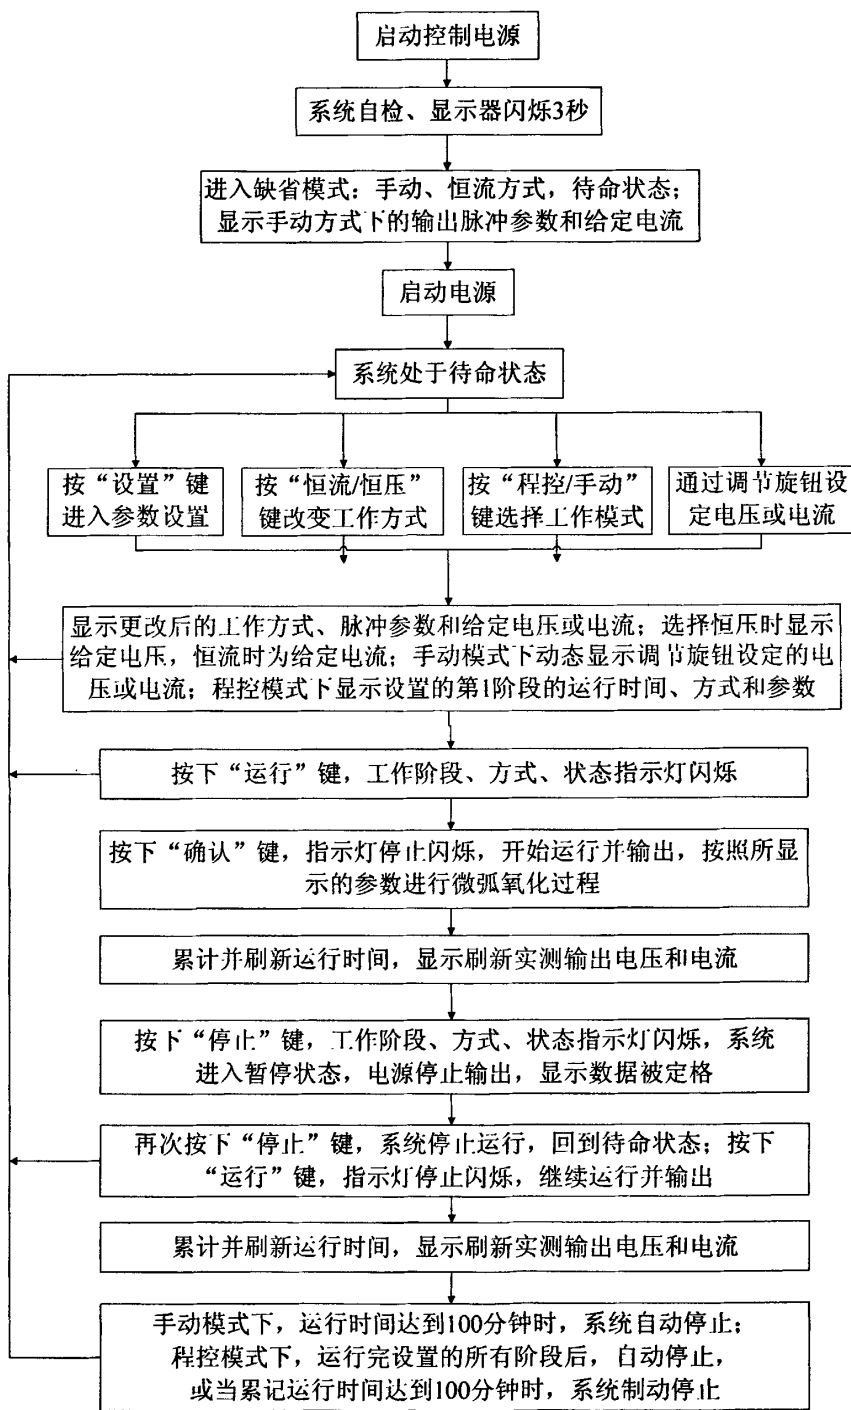 启动控制电源
系统自检、显示器闪烁3秒
进入缺省模式：手动、恒流方式，待命状态；
显示手动方式下的输出脉冲参数和给定电流
启动电源
系统处于待命状态
按“设置”键
进入参数设置
按“恒流/恒压”
键改变工作方式
按“程控/手动”
键选择工作模式
通过调节旋钮设
定电压或电流
显示更改后的工作方式、脉冲参数和给定电压或电流；选择恒压时显示
给定电压，恒流时为给定电流；手动模式下动态显示调节旋钮设定的电
压或电流；程控模式下显示设置的第1阶段的运行时间、方式和参数
按下“运行”键，工作阶段、方式、状态指示灯闪烁
按下“确认”键，指示灯停止闪烁，开始运行并输出，按照所显
示的参数进行微弧氧化过程
累计并刷新运行时间，显示刷新实测输出电压和电流
按下“停止”键，工作阶段、方式、状态指示灯闪烁，系统
进入暂停状态，电源停止输出，显示数据被定格
再次按下“停止”键，系统停止运行，回到待命状态；按下
“运行”键，指示灯停止闪烁，继续运行并输出
累计并刷新运行时间，显示刷新实测输出电压和电流
手动模式下，运行时间达到100分钟时，系统自动停止；
程控模式下，运行完设置的所有阶段后，自动停止，
或当累记运行时间达到100分钟时，系统制动停止